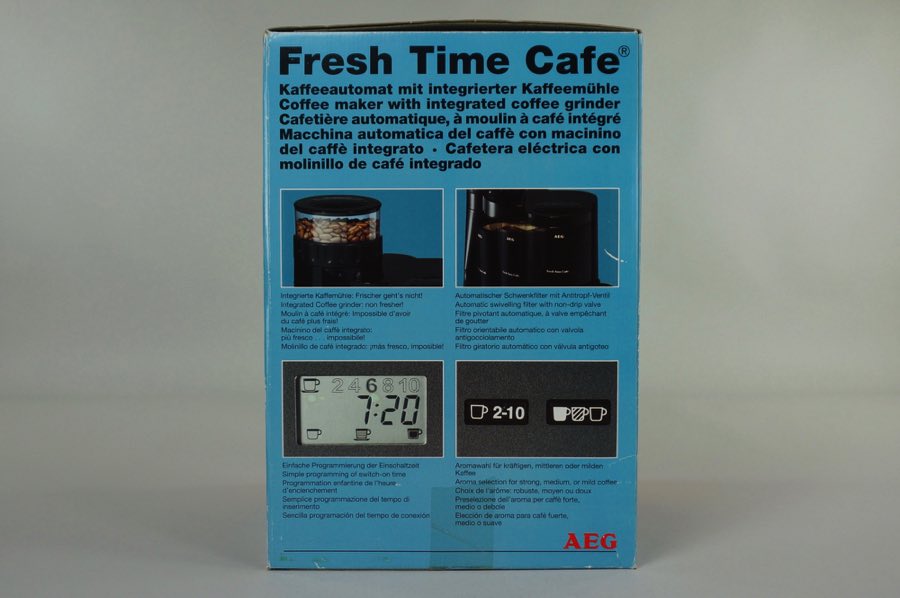 Fresh Time Cafe®
Kaffeeautomat mit integrierter Kaffeemühle
Coffee maker with integrated coffee grinder
Cafetière automatique, à moulin à café intégré
Macchina automatica del caffè con macinino
del caffè integrato · Cafetera eléctrica con
molinillo de café integrado
AEG
AEG
Fresh Time Cafe
Integrierte Kaffemühle: Frischer geht's nicht!
Integrated Coffee grinder: non fresher!
Moulin à café intégré: Impossible d'avoir
du café plus frais!
Macinino del caffè integrato:
più fresco . . . impossibile!
Molinillo de café integrado: ¡más fresco, imposible!
Automatischer Schwenkfilter mit Antitropf-Ventil
Automatic swivelling filter with non-drip valve
Filtre pivotant automatique, à valve empêchant
de goutter
Filtro orientabile automatico con valvola
antigocciolamento
Filtro giratorio automático con válvula antigoteo
2 4 6 8 10
7:20
2-10
Einfache Programmierung der Einschaltzeit
Simple programming of switch-on time
Programmation enfantine de l'heure
d'enclenchement
Semplice programmazione del tempo di
inserimento
Sencilla programación del tiempo de conexión
Aromawahl für kräftigen, mittleren oder milden
Kaffee
Aroma selection for strong, medium, or mild coffee
Choix de l'arôme: robuste, moyen ou doux
Preselezione dell'aroma per caffè forte,
medio o debole
Elección de aroma para café fuerte,
medio o suave
AEG